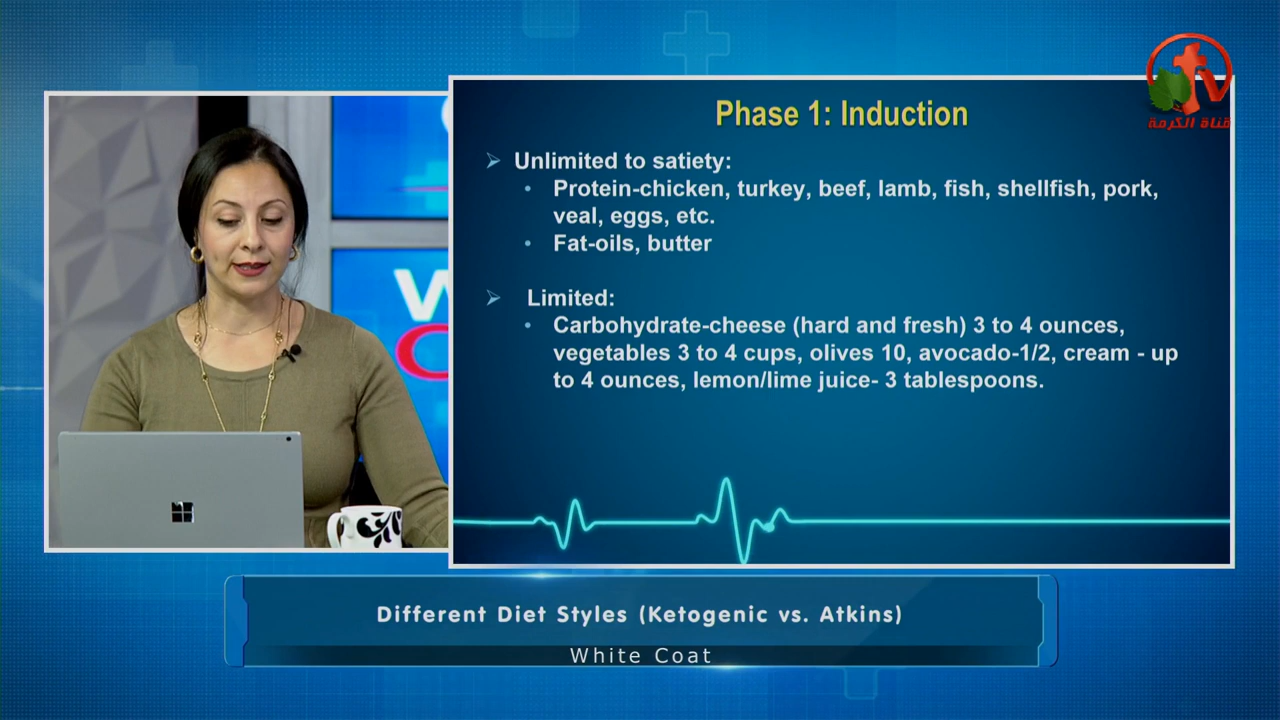 Phase 1: Induction
Unlimited to satiety:
Protein-chicken, turkey, beef, lamb, fish, shellfish, pork,
veal, eggs, etc.
Fat-oils, butter
Limited:
Carbohydrate-cheese (hard and fresh) 3 to 4 ounces,
vegetables 3 to 4 cups, olives 10, avocado-1/2, cream - up
to 4 ounces, lemon/lime juice- 3 tablespoons.
tv
قناة الكرمة
Different Diet Styles (Ketogenic vs. Atkins)
White Coat